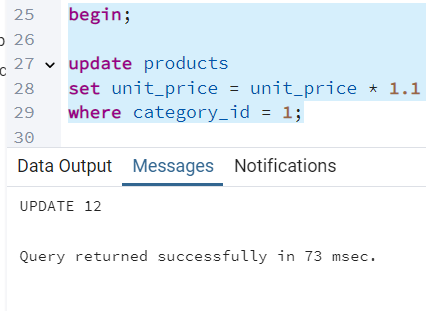 25 begin;
26
27 update products
28 set unit_price = unit_price * 1.1
29 where category_id = 1;
30
Data Output Messages Notifications
UPDATE 12
Query returned successfully in 73 msec.